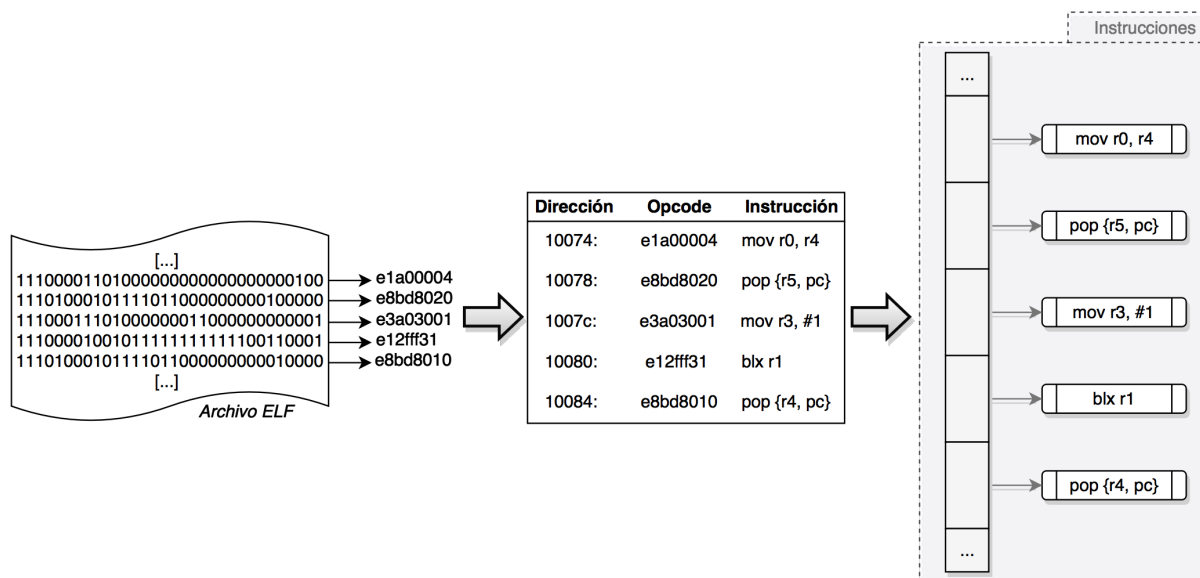 Instrucciones
...
mov r0, r4
pop {r5, pc}
mov r3, #1
blx r1
pop {r4, pc}
...
Dirección Opcode Instrucción
10074: e1a00004 mov r0, r4
10078: e8bd8020 pop {r5, pc}
1007c: e3a03001 mov r3, #1
10080: e12fff31 blx r1
10084: e8bd8010 pop {r4, pc}
[...]
11100001101000000000000000000100 e1a00004
11101000101111011000000000100000 e8bd8020
11100011101000000011000000000001 e3a03001
11100001001011111111111100110001 e12fff31
11101000101111011000000000010000 e8bd8010
[...]
Archivo ELF